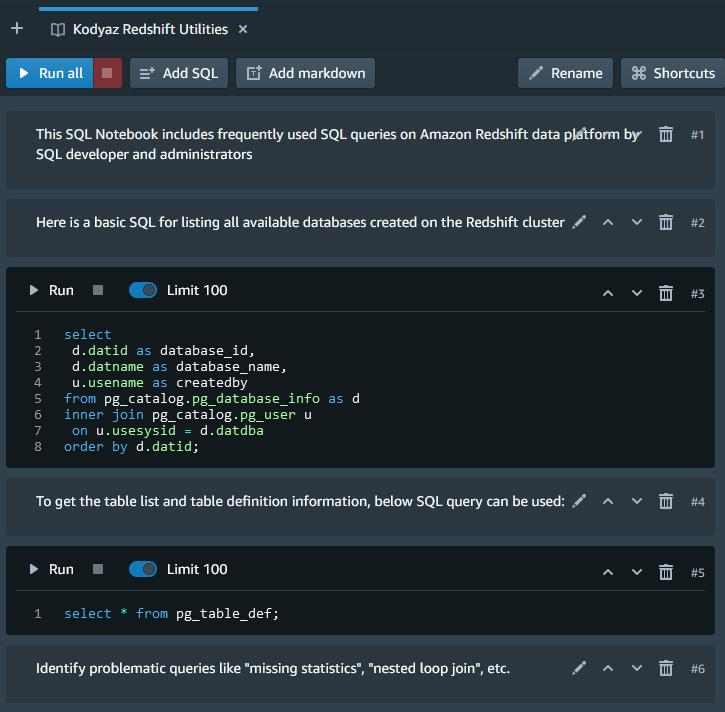 Kodyaz Redshift Utilities
Run all
Add SQL
Add markdown
Rename
Shortcuts
This SQL Notebook includes frequently used SQL queries on Amazon Redshift data platform by
#1
SQL developer and administrators
Here is a basic SQL for listing all available databases created on the Redshift cluster
#2
Run
Limit 100
#3
1 select
2 d.datid as database_id,
3 d.datname as database_name,
4 u.usename as createdby
5 from pg_catalog.pg_database_info as d
6 inner join pg_catalog.pg_user u
7 on u.usesysid = d.datdba
8 order by d.datid;
To get the table list and table definition information, below SQL query can be used:
#4
Run
Limit 100
#5
1 select * from pg_table_def;
Identify problematic queries like "missing statistics", "nested loop join", etc.
#6